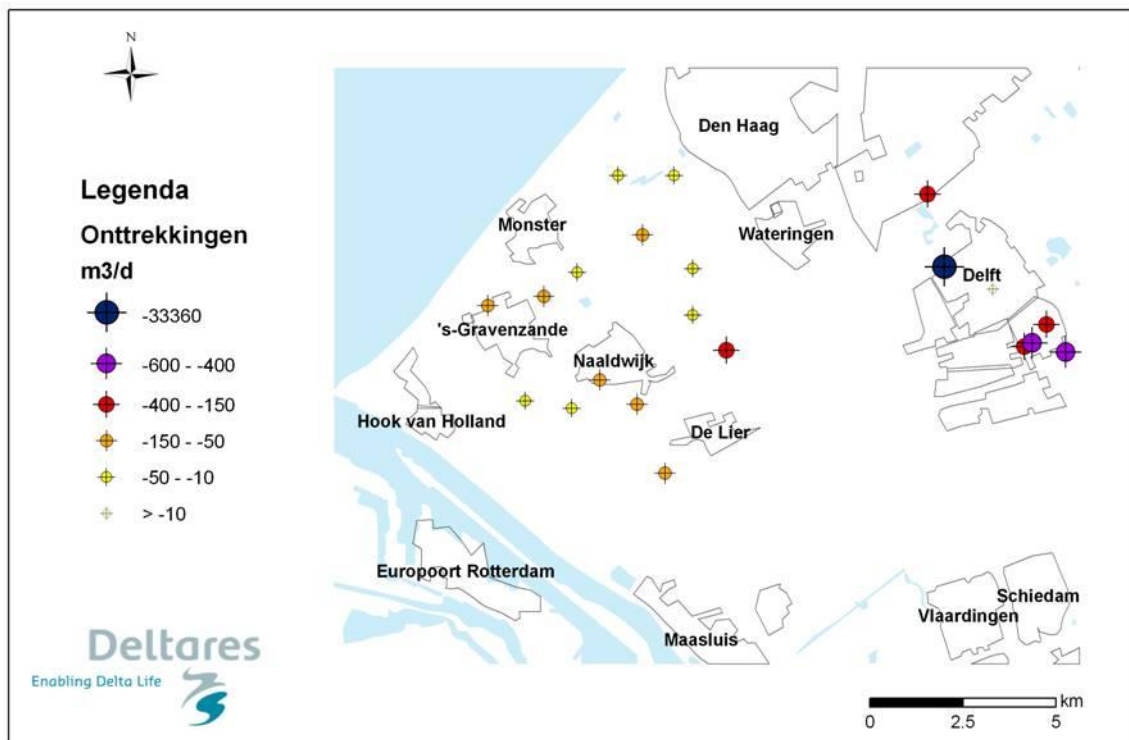 N
Legenda
Onttrekkingen
m3/d
-33360
-600 - -400
-400 - -150
-150 - -50
-50 - -10
> -10
Den Haag
Monster
Wateringen
Delft
's-Gravenzande
Naaldwijk
Hook van Holland
De Lier
Europoort Rotterdam
Schiedam
Vlaardingen
Maasluis
Deltares
Enabling Delta Life
km
0 2.5 5